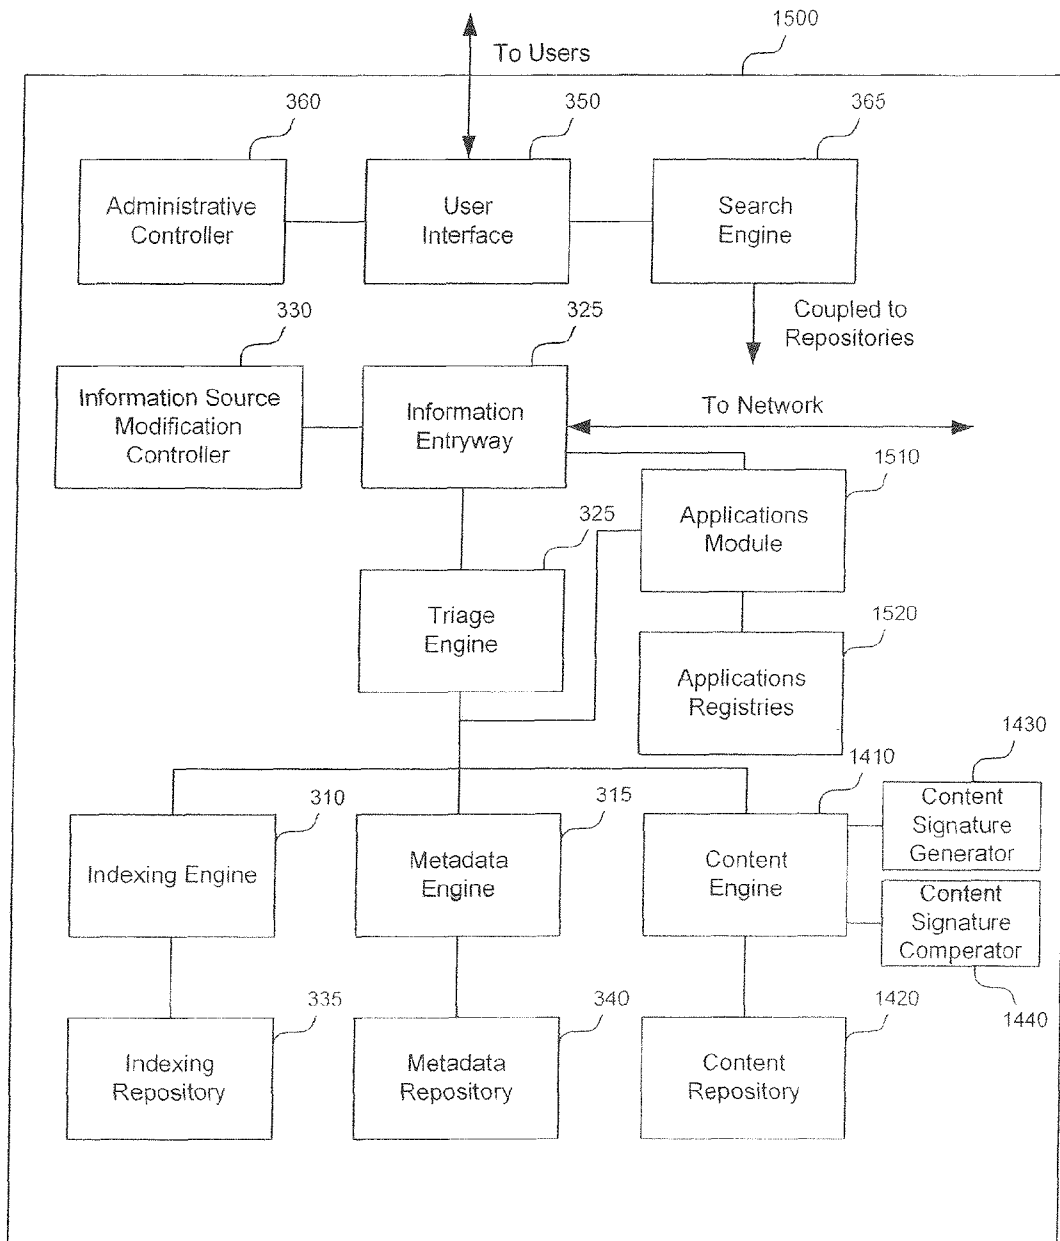 1500
To Users
360
350
365
Administrative
Controller
User
Interface
Search
Engine
330
325
Coupled to
Repositories
Information Source
Modification
Controller
Information
Entryway
To Network
1510
325
Applications
Module
Triage
Engine
1520
Applications
Registries
1430
1410
310
315
Content
Signature
Generator
Indexing Engine
Metadata
Engine
Content
Engine
Content
Signature
Comperator
335
340
1420
1440
Indexing
Repository
Metadata
Repository
Content
Repository